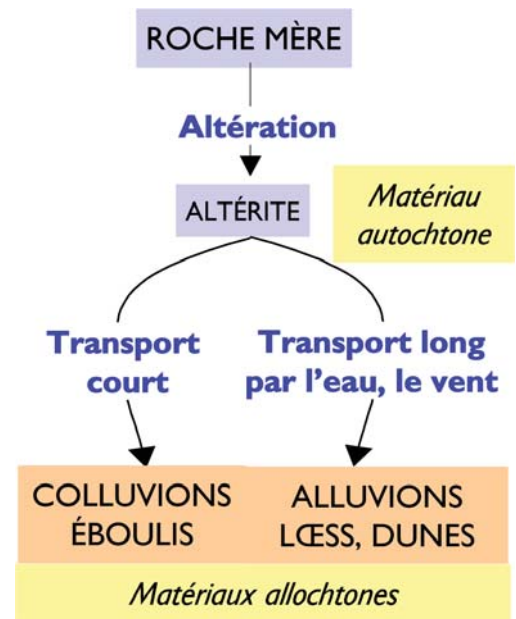 ROCHE MÈRE
Altération
ALTÉRITE
Matériau
autochtone
Transport
court
Transport long
par l'eau, le vent
COLLUVIONS
ÉBOULIS
ALLUVIONS
LŒSS, DUNES
Matériaux allochtones